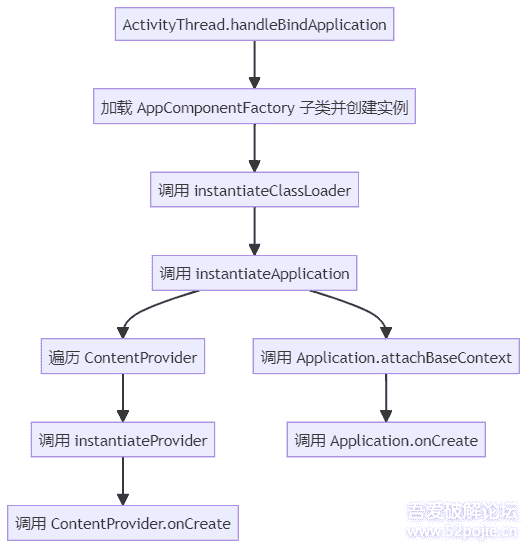 ActivityThread.handleBindApplication
加载 AppComponentFactory 子类并创建实例
调用 instantiateClassLoader
调用 instantiateApplication
遍历 ContentProvider
调用 Application.attachBaseContext
调用 instantiateProvider
调用 Application.onCreate
调用 ContentProvider.onCreate
吾爱破解论坛
www.52pojie.cn